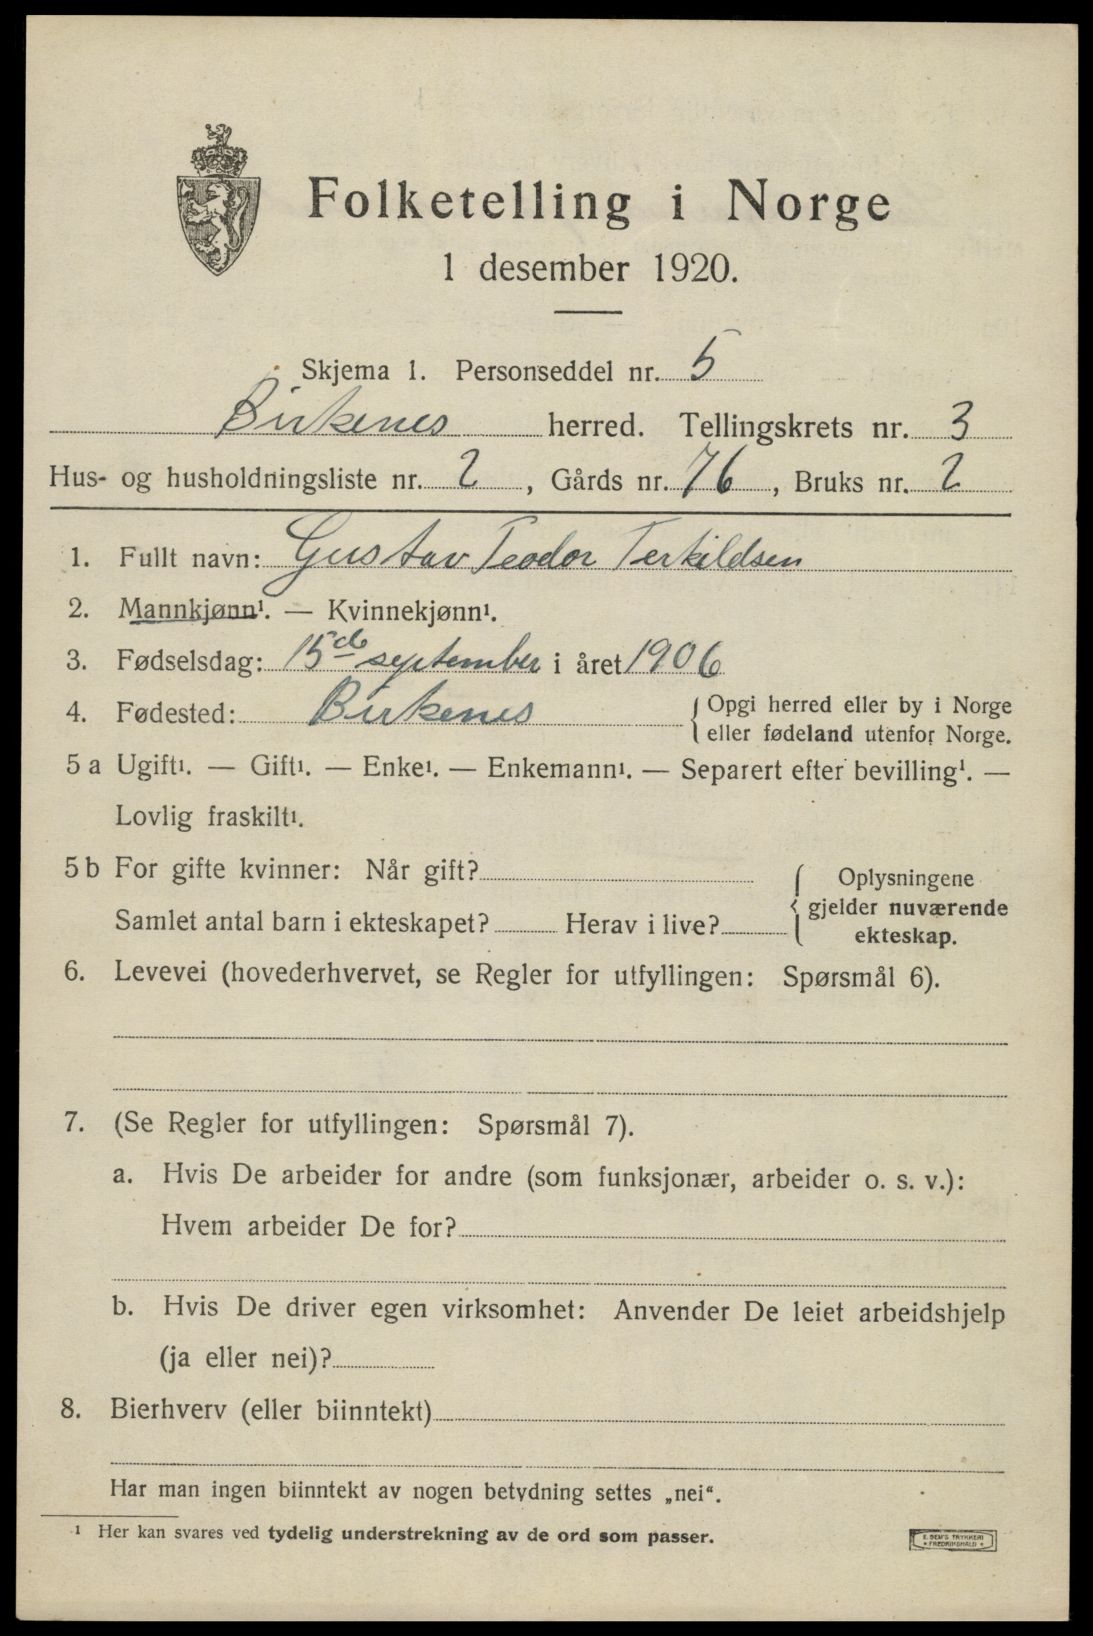 Folketelling i Norge
1 desember 1920.
Skjema 1. Personseddel nr. 5
Birkenes herred. Tellingskrets nr. 3
Hus- og husholdningsliste nr. 2, Gårds nr. 76, Bruks nr. 2
1. Fullt navn: Gustav Teodor Terkildsen
2. Mannkjønn¹. — Kvinnekjønn¹.
3. Fødselsdag: 15de september i året 1906
4. Fødested: Birkenes { Opgi herred eller by i Norge
eller fødeland utenfor Norge.
5 a Ugift¹. — Gift¹. — Enke¹. — Enkemann¹. — Separert efter bevilling¹. —
Lovlig fraskilt¹.
5 b For gifte kvinner: Når gift? { Oplysningene
gjelder nuværende
Samlet antal barn i ekteskapet? Herav i live?
ekteskap.
6. Levevei (hovederhvervet, se Regler for utfyllingen: Spørsmål 6).
7. (Se Regler for utfyllingen: Spørsmål 7).
a. Hvis De arbeider for andre (som funksjonær, arbeider o. s. v.):
Hvem arbeider De for?
b. Hvis De driver egen virksomhet: Anvender De leiet arbeidshjelp
(ja eller nei)?
8. Bierhverv (eller biinntekt)
Har man ingen biinntekt av nogen betydning settes „nei“.
¹ Her kan svares ved tydelig understrekning av de ord som passer.
E. SEM'S TRYKKERI
• FREDRIKSHALD •